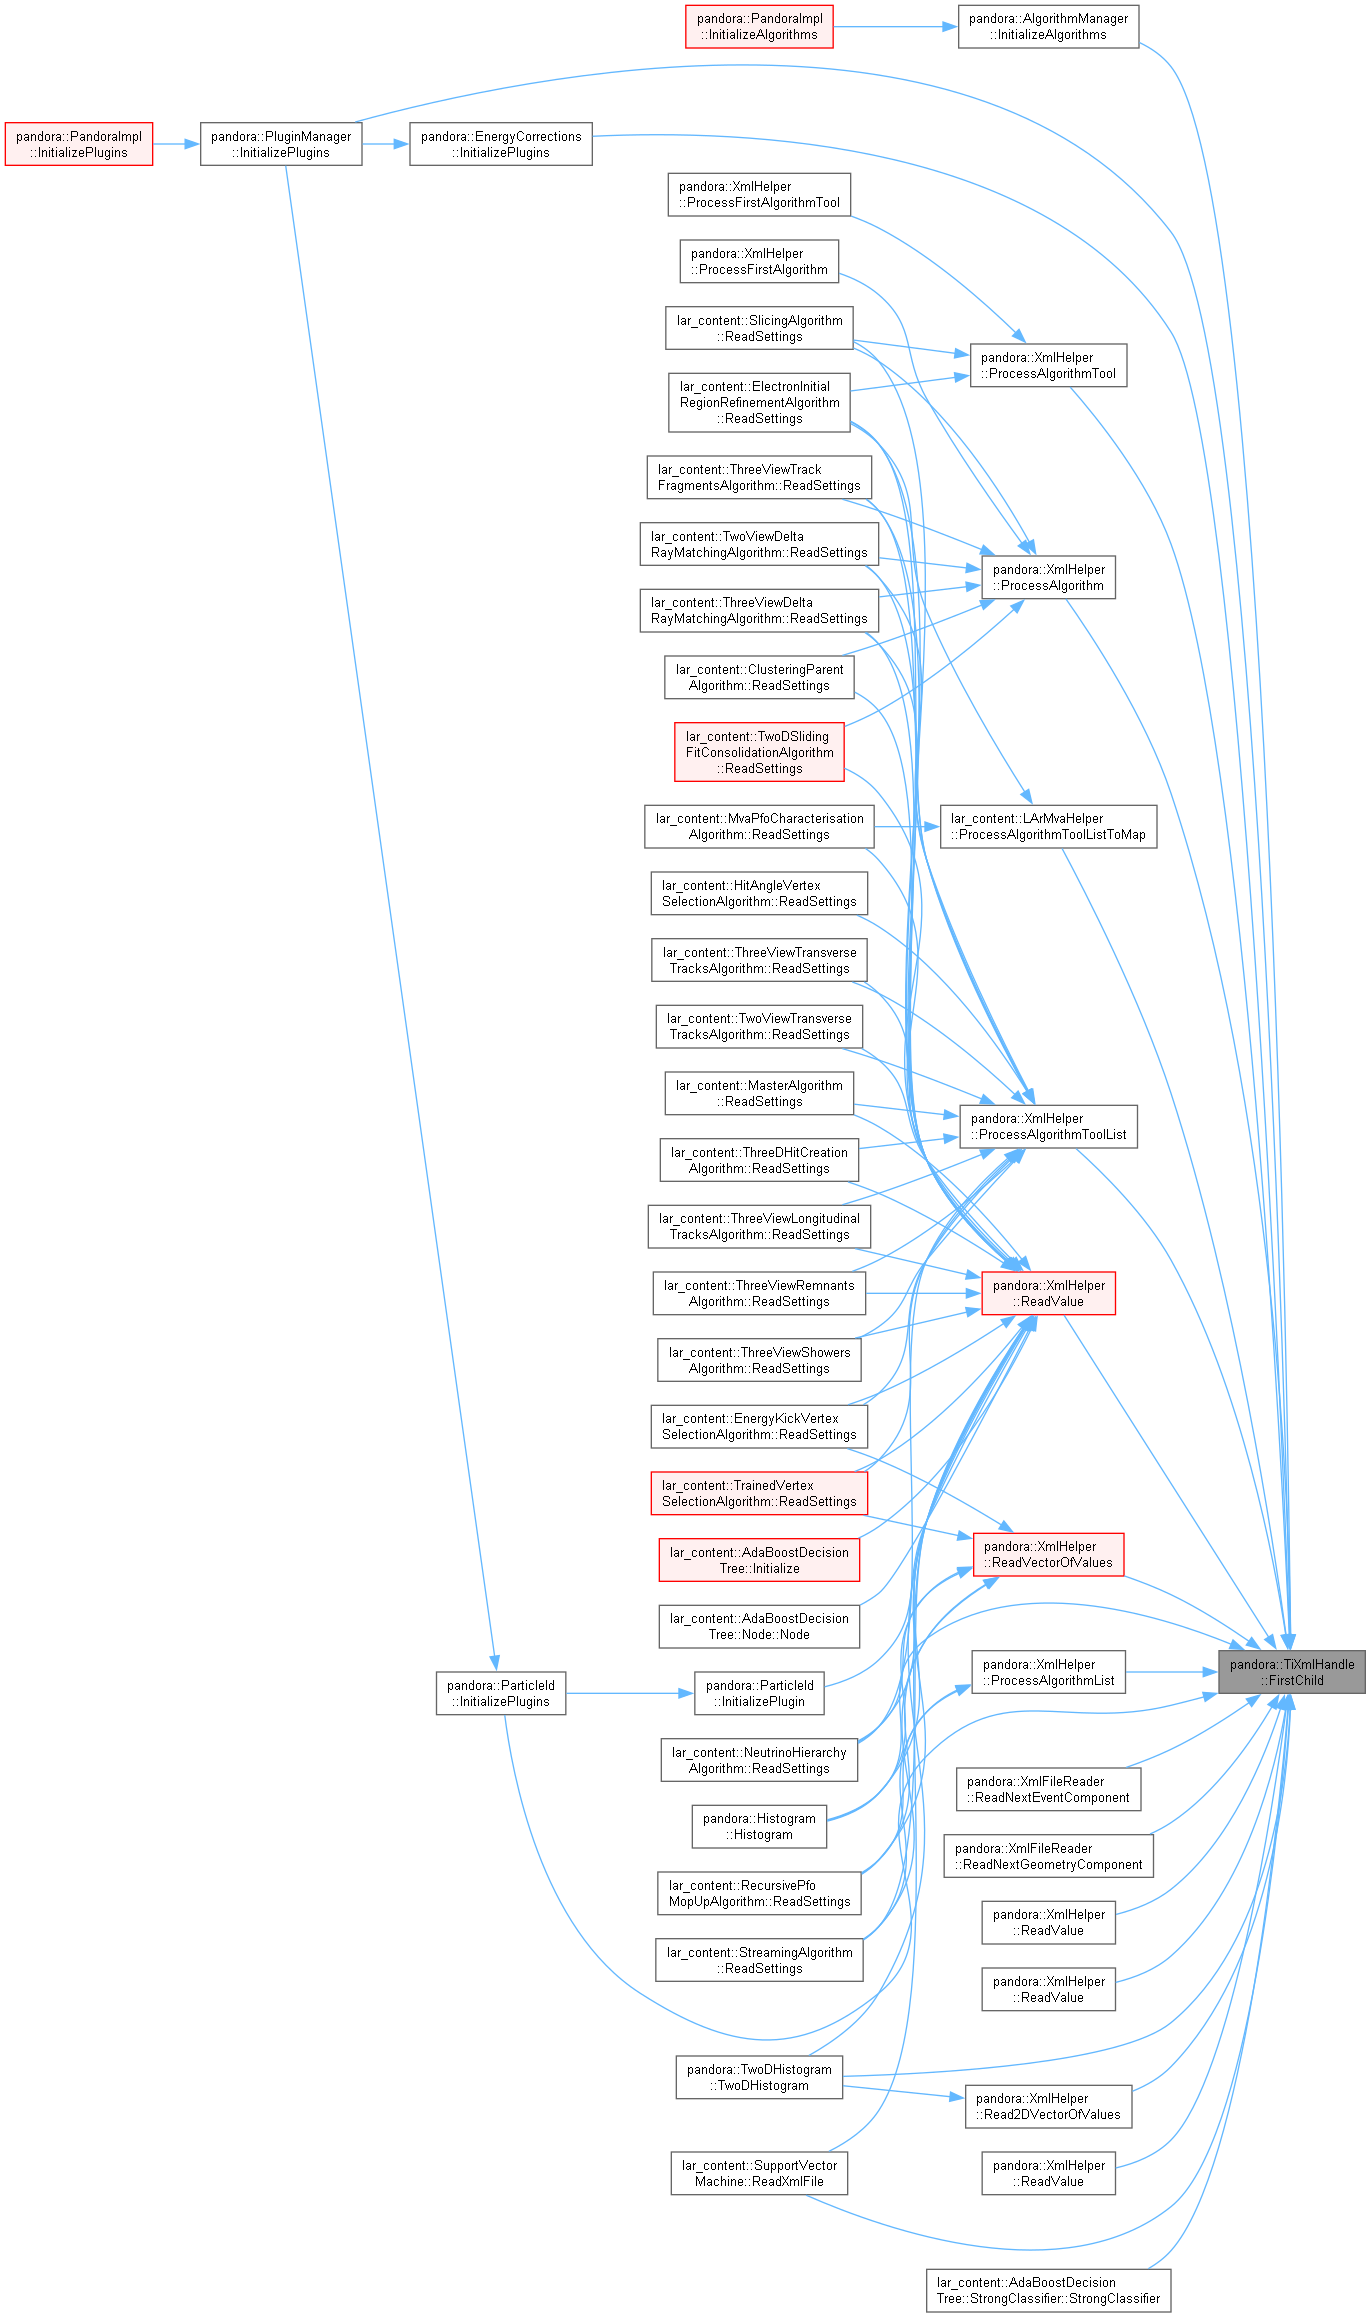 pandora::PandoraImpl
::InitializeAlgorithms
pandora::AlgorithmManager
::InitializeAlgorithms
pandora::PandoraImpl
::InitializePlugins
pandora::PluginManager
::InitializePlugins
pandora::EnergyCorrections
::InitializePlugins
pandora::XmlHelper
::ProcessFirstAlgorithmTool
pandora::XmlHelper
::ProcessFirstAlgorithm
lar_content::SlicingAlgorithm
::ReadSettings
pandora::XmlHelper
::ProcessAlgorithmTool
lar_content::ElectronInitial
RegionRefinementAlgorithm
::ReadSettings
lar_content::ThreeViewTrack
FragmentsAlgorithm::ReadSettings
lar_content::TwoViewDelta
RayMatchingAlgorithm::ReadSettings
pandora::XmlHelper
::ProcessAlgorithm
lar_content::ThreeViewDelta
RayMatchingAlgorithm::ReadSettings
lar_content::ClusteringParent
Algorithm::ReadSettings
lar_content::TwoDSliding
FitConsolidationAlgorithm
::ReadSettings
lar_content::MvaPfoCharacterisation
Algorithm::ReadSettings
lar_content::LArMvaHelper
::ProcessAlgorithmToolListToMap
lar_content::HitAngleVertex
SelectionAlgorithm::ReadSettings
lar_content::ThreeViewTransverse
TracksAlgorithm::ReadSettings
lar_content::TwoViewTransverse
TracksAlgorithm::ReadSettings
lar_content::MasterAlgorithm
::ReadSettings
pandora::XmlHelper
::ProcessAlgorithmToolList
lar_content::ThreeDHitCreation
Algorithm::ReadSettings
lar_content::ThreeViewLongitudinal
TracksAlgorithm::ReadSettings
lar_content::ThreeViewRemnants
Algorithm::ReadSettings
pandora::XmlHelper
::ReadValue
lar_content::ThreeViewShowers
Algorithm::ReadSettings
lar_content::EnergyKickVertex
SelectionAlgorithm::ReadSettings
lar_content::TrainedVertex
SelectionAlgorithm::ReadSettings
lar_content::AdaBoostDecision
Tree::Initialize
pandora::XmlHelper
::ReadVectorOfValues
lar_content::AdaBoostDecision
Tree::Node::Node
pandora::ParticleId
::InitializePlugins
pandora::ParticleId
::InitializePlugin
pandora::XmlHelper
::ProcessAlgorithmList
pandora::TiXmlHandle
::FirstChild
lar_content::NeutrinoHierarchy
Algorithm::ReadSettings
pandora::XmlFileReader
::ReadNextEventComponent
pandora::Histogram
::Histogram
pandora::XmlFileReader
::ReadNextGeometryComponent
lar_content::RecursivePfo
MopUpAlgorithm::ReadSettings
pandora::XmlHelper
::ReadValue
lar_content::StreamingAlgorithm
::ReadSettings
pandora::XmlHelper
::ReadValue
pandora::TwoDHistogram
::TwoDHistogram
pandora::XmlHelper
::Read2DVectorOfValues
lar_content::SupportVector
Machine::ReadXmlFile
pandora::XmlHelper
::ReadValue
lar_content::AdaBoostDecision
Tree::StrongClassifier::StrongClassifier